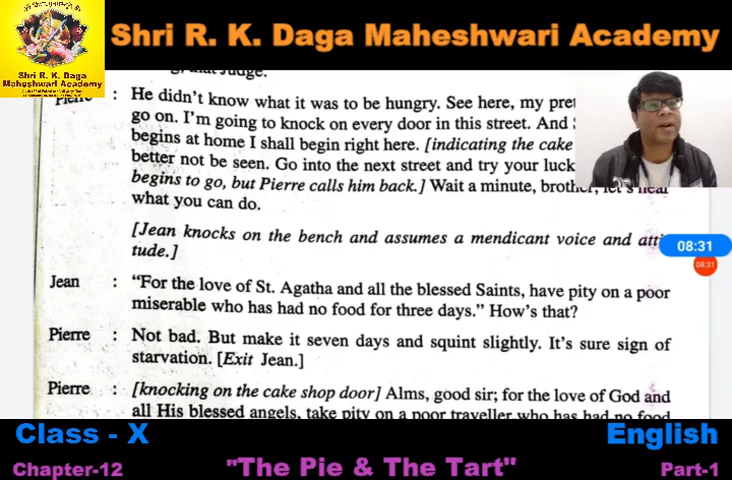 Shri R. K. Daga Maheshwari Academy
Shri R. K. Daga
Maheshwari Academy
Judge.
Pierre : He didn't know what it was to be hungry. See here, my
go on. I'm going to knock on every door in this street. And
begins at home I shall begin right here. [indicating the cake
better not be seen. Go into the next street and try your luck
begins to go, but Pierre calls him back.] Wait a minute, brother, let's hear
what you can do.
[Jean knocks on the bench and assumes a mendicant voice and atti
tude.]
08:31
08:31
Jean : "For the love of St. Agatha and all the blessed Saints, have pity on a poor
miserable who has had no food for three days." How's that?
Pierre : Not bad. But make it seven days and squint slightly. It's sure sign of
starvation. [Exit Jean.]
Pierre : [knocking on the cake shop door] Alms, good sir; for the love of God and
all His blessed angels, take pity on a poor traveller who has had no food
Class - X
English
Chapter-12
"The Pie & The Tart"
Part-1